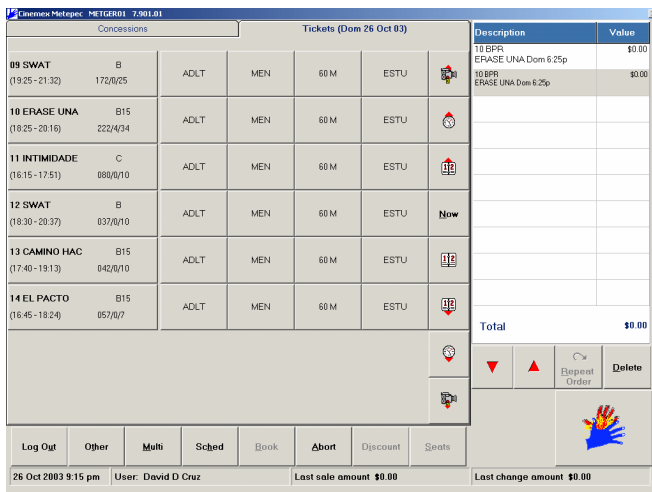 Cinemex Metepec METGER01 7.901.01
Concessions
Tickets (Dom 26 Oct 03)
Description Value
10 BPR $0.00
ERASE UNA Dom 6:25p
10 BPR $0.00
ERASE UNA Dom 6:25p
09 SWAT B
(19:25 - 21:32) 172/0/25
ADLT MEN 60 M ESTU
10 ERASE UNA B15
(18:25 - 20:16) 222/4/34
ADLT MEN 60 M ESTU
11 INTIMIDADE C
(16:15 - 17:51) 080/0/10
ADLT MEN 60 M ESTU
12 SWAT B
(18:30 - 20:37) 037/0/10
ADLT MEN 60 M ESTU Now
13 CAMINO HAC B15
(17:40 - 19:13) 042/0/10
ADLT MEN 60 M ESTU
14 EL PACTO B15
(16:45 - 18:24) 057/0/7
ADLT MEN 60 M ESTU
Total $0.00
Repeat
Order
Delete
Log Out Other Multi Sched Book Abort Discount Seats
26 Oct 2003 9:15 pm User: David D Cruz Last sale amount $0.00 Last change amount $0.00